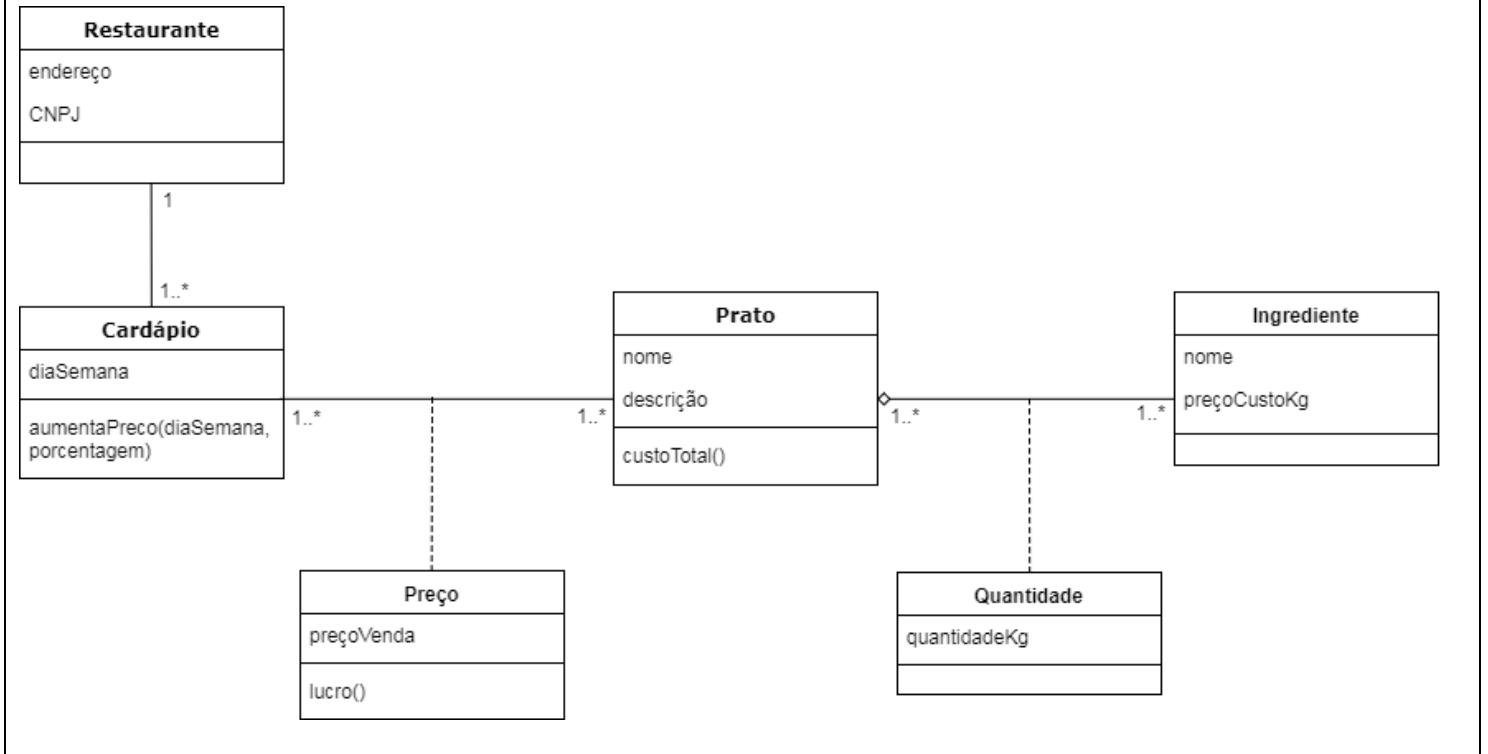 Restaurante
endereço
CNPJ
1
1..*
Cardápio
diaSemana
aumentaPreco(diaSemana,
porcentagem)
1..*
1..*
Prato
nome
descrição
custoTotal()
1..*
1..*
Ingrediente
nome
preçoCustoKg
Preço
preçoVenda
lucro()
Quantidade
quantidadeKg